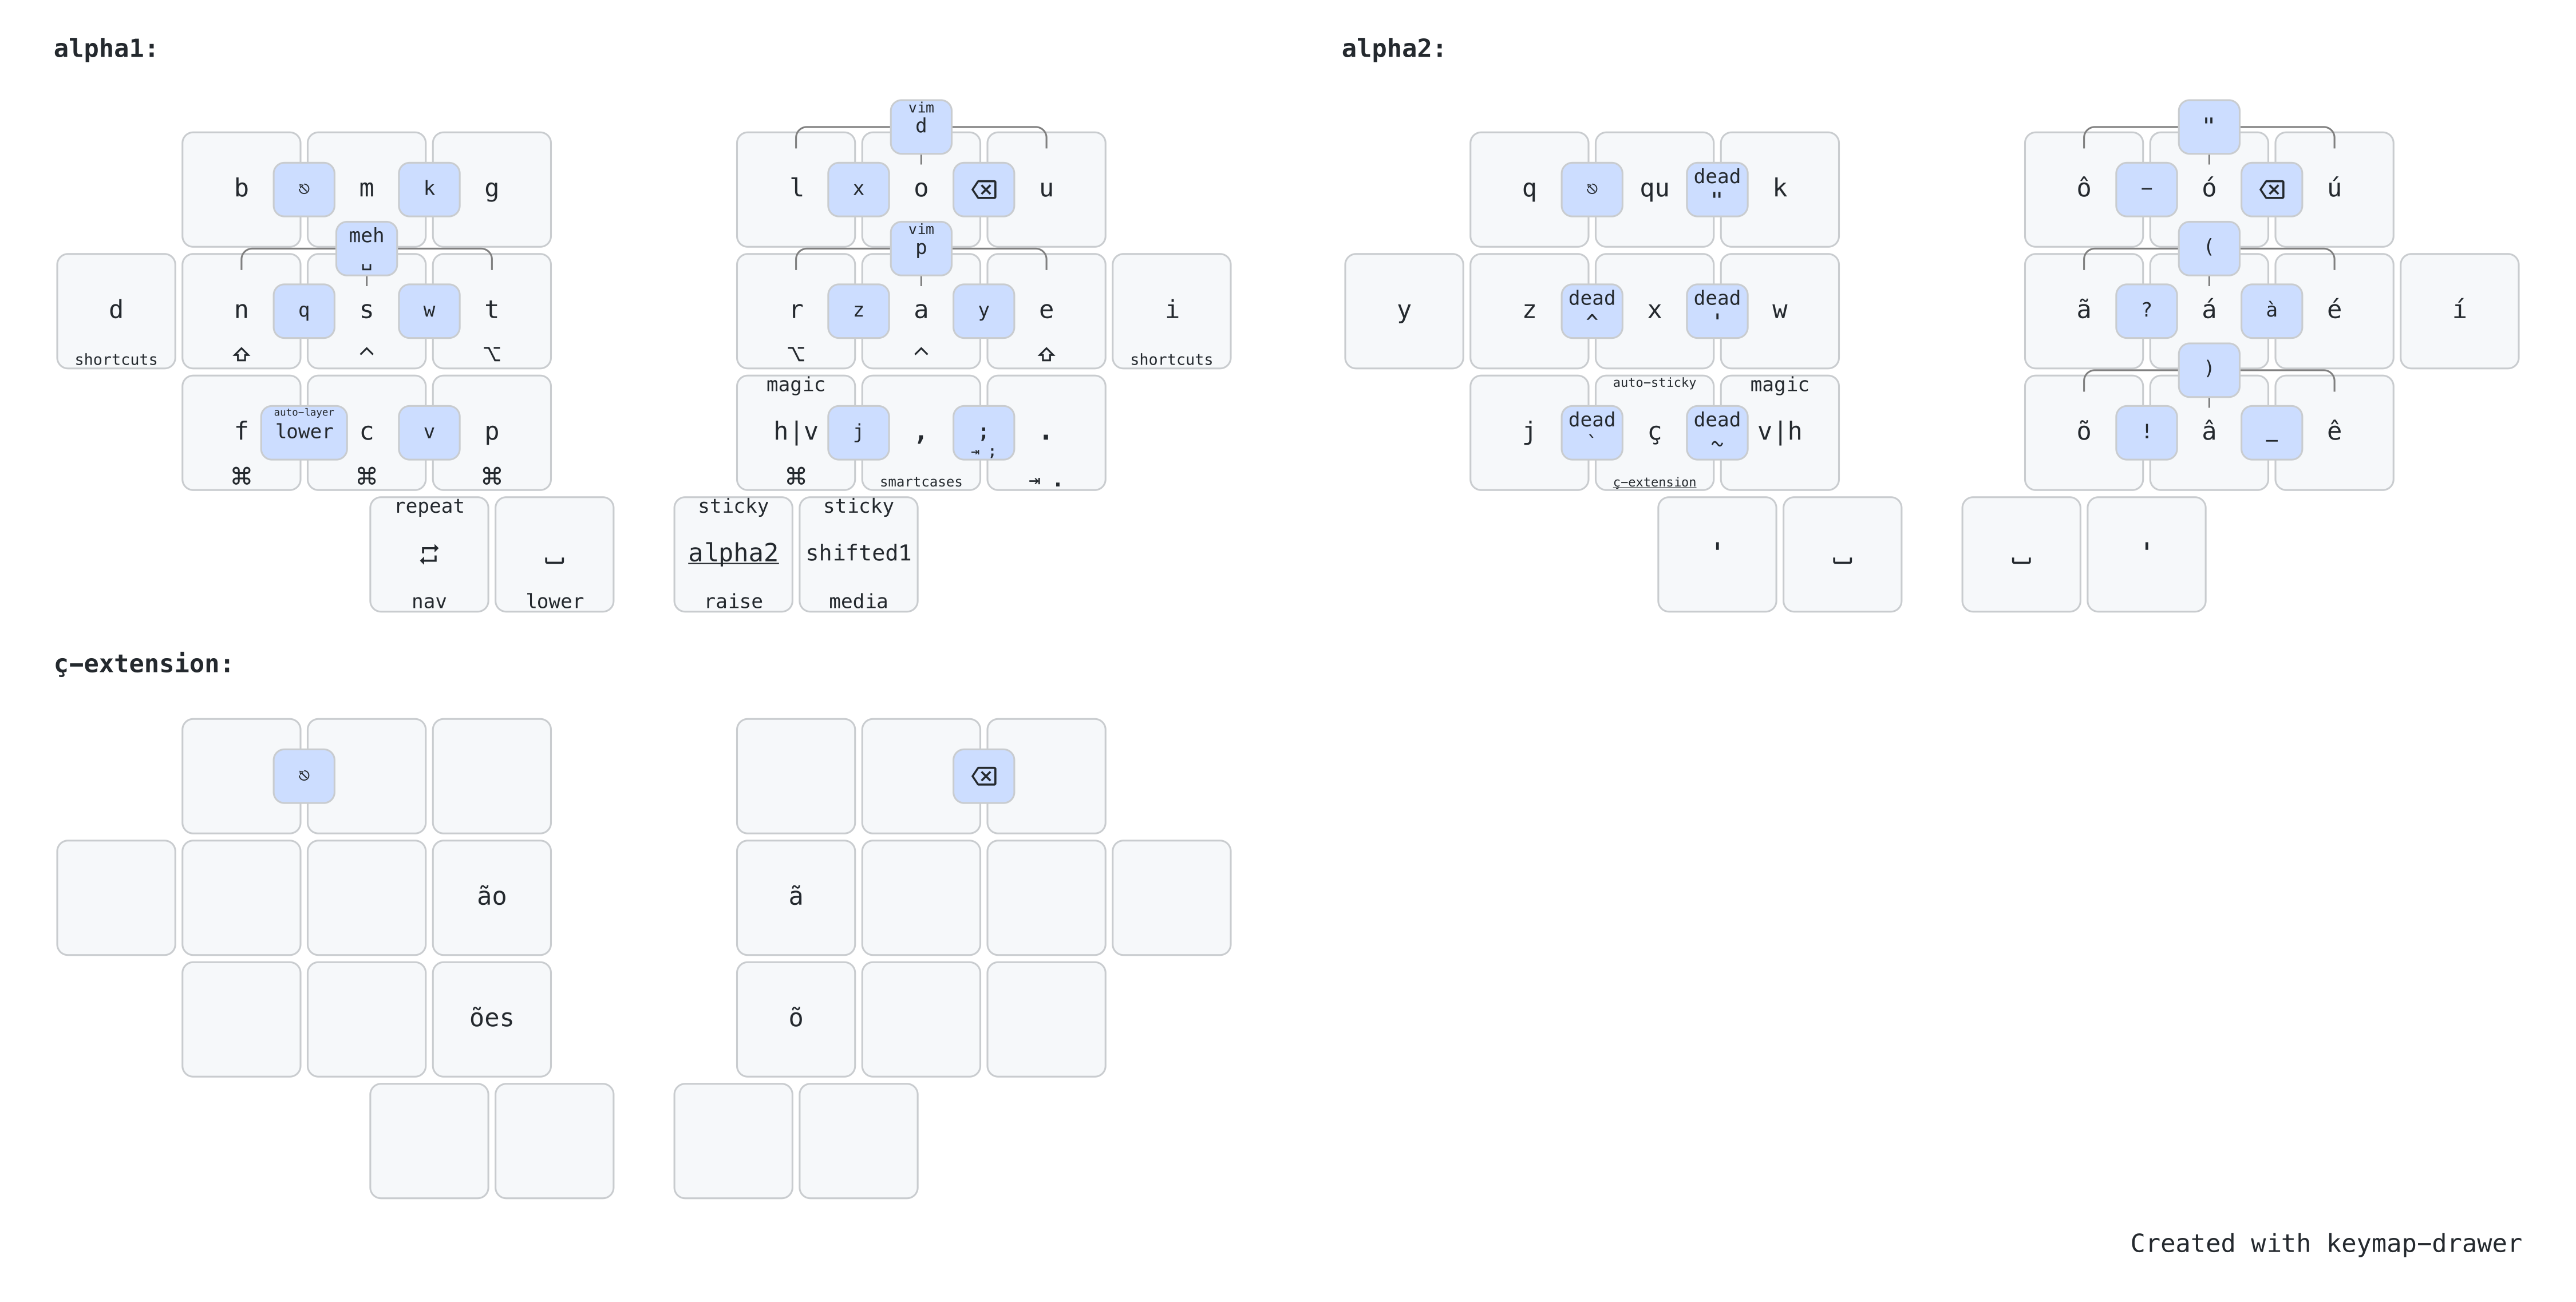 alpha1:
vim
d
b ⎋ m k g l x o ⌫ u
meh
␣
vim
p
d n q s w t r z a y e i
shortcuts ⇧ ^ ⌥ ⌥ ^ ⇧ shortcuts
auto-layer
magic
f lower c v p h|v j , ; .
⌘ ⌘ ⌘ ⌘ smartcases ⇥ ; ⇥ .
repeat sticky sticky
⮔ ␣ alpha2 shifted1
nav lower raise media
alpha2:
"
q ⎋ qu dead " k ô - ó ⌫ ú
(
y z dead ^ x dead ' w ã ? á à é í
)
auto-sticky magic
j dead ` ç dead ~ v|h õ ! â _ ê
ç-extension
' ␣ ␣ '
ç-extension:
⎋ ⌫
ão ã
ões õ
Created with keymap-drawer